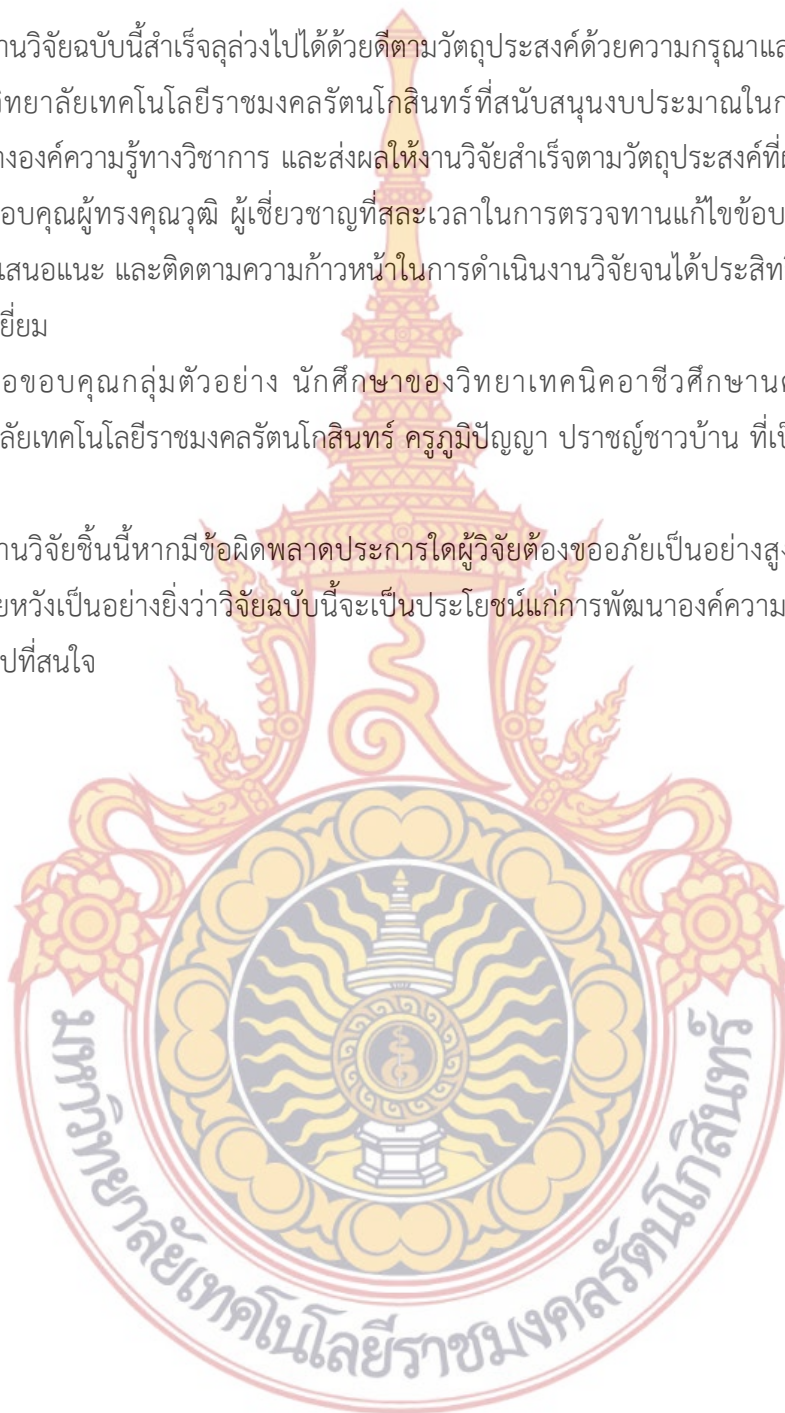 านวิจัยฉบับนี้สำเร็จลุล่วงไปได้ด้วยดีตามวัตถุประสงค์ด้วยความกรุณาแล
วิทยาลัยเทคโนโลยีราชมงคลรัตนโกสินทร์ที่สนับสนุนงบประมาณในก
างองค์ความรู้ทางวิชาการ และส่งผลให้งานวิจัยสำเร็จตามวัตถุประสงค์ที่ผ
อบคุณผู้ทรงคุณวุฒิ ผู้เชี่ยวชาญที่สละเวลาในการตรวจทานแก้ไขข้อบ
เสนอแนะ และติดตามความก้าวหน้าในการดำเนินงานวิจัยจนได้ประสิทธิ
ยี่ยม
อขอบคุณกลุ่มตัวอย่าง นักศึกษาของวิทยาเทคนิคอาชีวศึกษานค
ลัยเทคโนโลยีราชมงคลรัตนโกสินทร์ ครูภูมิปัญญา ปราชญ์ชาวบ้าน ที่เป็
านวิจัยชิ้นนี้หากมีข้อผิดพลาดประการใดผู้วิจัยต้องขออภัยเป็นอย่างสูง
ยหวังเป็นอย่างยิ่งว่าวิจัยฉบับนี้จะเป็นประโยชน์แก่การพัฒนาองค์ความ
ปที่สนใจ
มหาวิทยาลัยเทคโนโลยีราชมงคลรัตนโกสินทร์